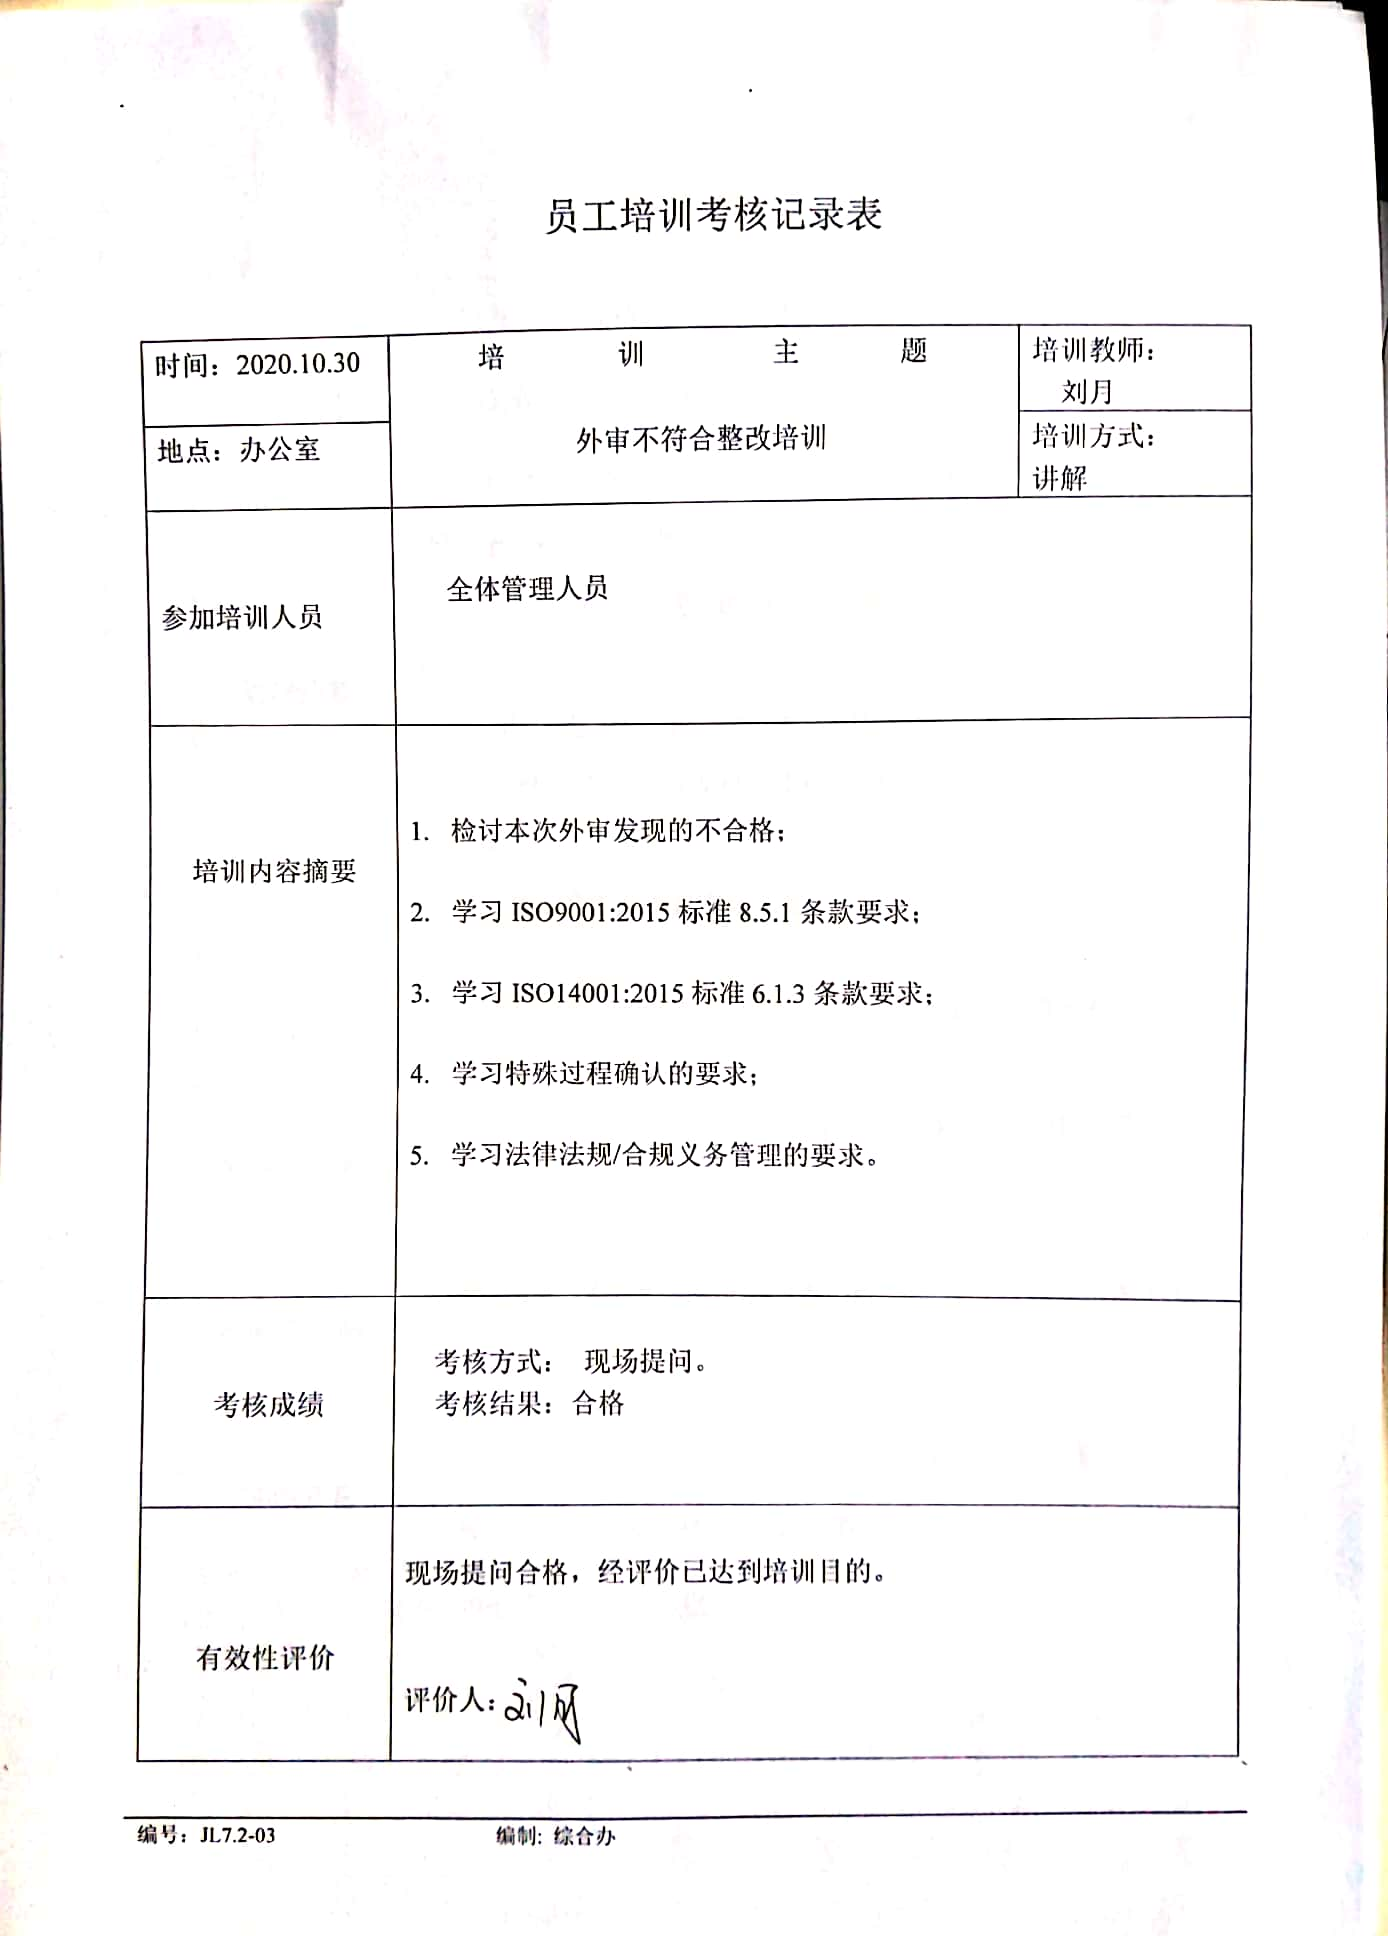 员工培训考核记录表
时间：2020.10.30
培 训 主 题
培训教师：
刘月
地点：办公室
外审不符合整改培训
培训方式：
讲解
参加培训人员
全体管理人员
培训内容摘要
1. 检讨本次外审发现的不合格；
2. 学习 ISO9001:2015 标准 8.5.1 条款要求；
3. 学习 ISO14001:2015 标准 6.1.3 条款要求；
4. 学习特殊过程确认的要求；
5. 学习法律法规/合规义务管理的要求。
考核成绩
考核方式： 现场提问。
考核结果：合格
有效性评价
现场提问合格，经评价已达到培训目的。
评价人：刘月
编号：JL7.2-03 编制: 综合办